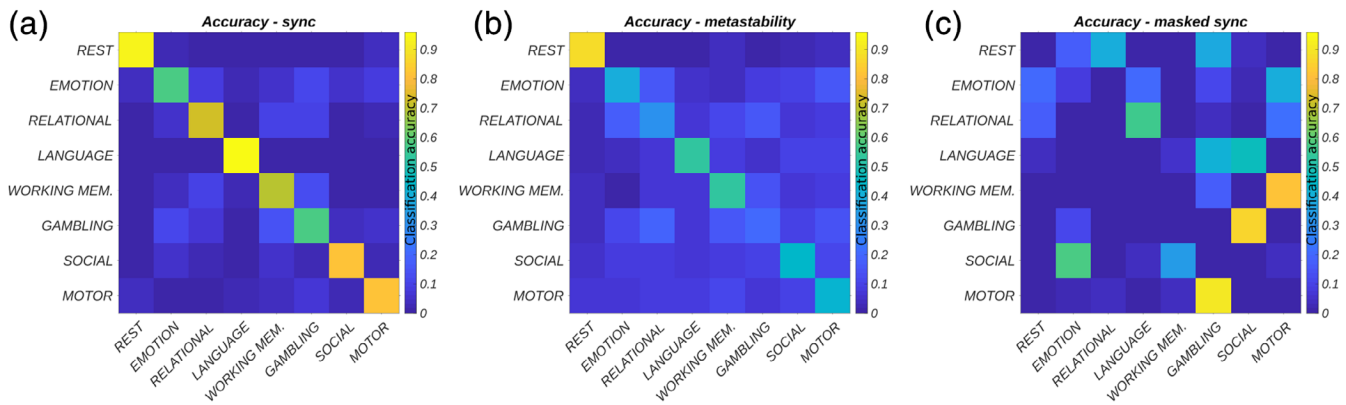 (a)
Accuracy - sync
REST
EMOTION
RELATIONAL
LANGUAGE
WORKING MEM.
GAMBLING
SOCIAL
MOTOR
REST
EMOTION
RELATIONAL
LANGUAGE
WORKING MEM.
GAMBLING
SOCIAL
MOTOR
0.9
0.8
0.7
0.6
0.5
0.4
0.3
0.2
0.1
0
Classification accuracy
(b)
Accuracy - metastability
REST
EMOTION
RELATIONAL
LANGUAGE
WORKING MEM.
GAMBLING
SOCIAL
MOTOR
REST
EMOTION
RELATIONAL
LANGUAGE
WORKING MEM.
GAMBLING
SOCIAL
MOTOR
0.9
0.8
0.7
0.6
0.5
0.4
0.3
0.2
0.1
0
Classification accuracy
(c)
Accuracy - masked sync
REST
EMOTION
RELATIONAL
LANGUAGE
WORKING MEM.
GAMBLING
SOCIAL
MOTOR
REST
EMOTION
RELATIONAL
LANGUAGE
WORKING MEM.
GAMBLING
SOCIAL
MOTOR
0.9
0.8
0.7
0.6
0.5
0.4
0.3
0.2
0.1
0
Classification accuracy